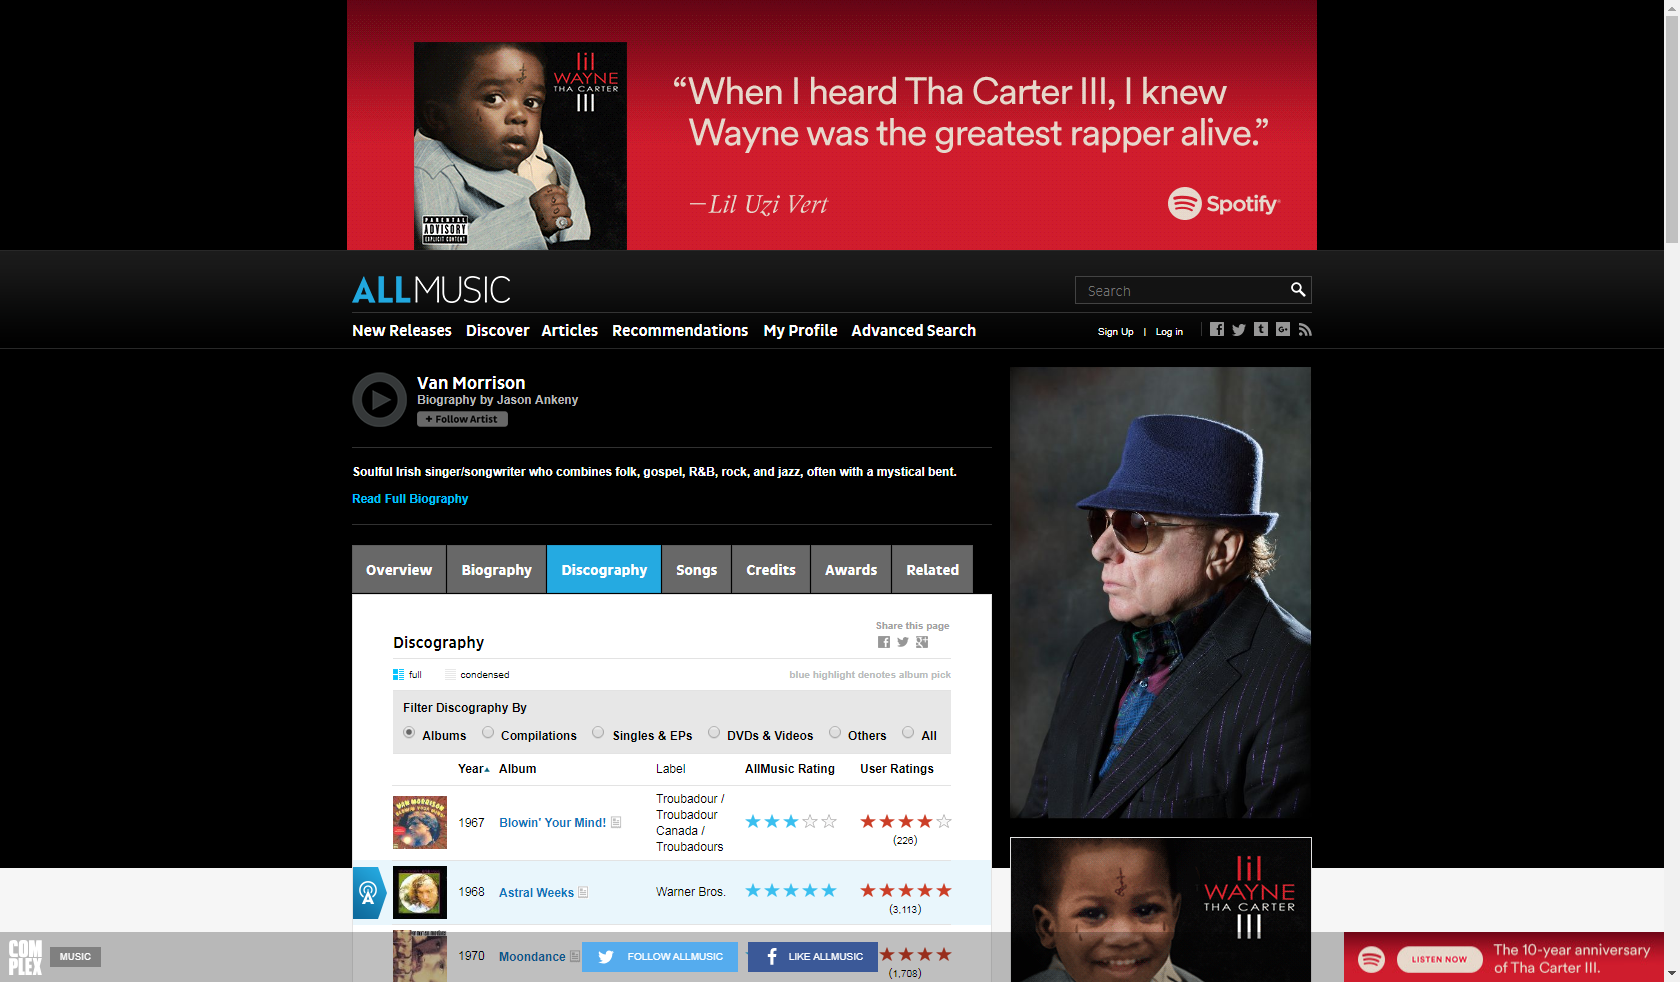 lil
WAYNE
THA CARTER
III
PARENTAL
ADVISORY
EXPLICIT CONTENT
“When I heard Tha Carter III, I knew
Wayne was the greatest rapper alive.”
—Lil Uzi Vert
Spotify
ALLMUSIC
Search
New Releases Discover Articles Recommendations My Profile Advanced Search
Sign Up | Log in
Van Morrison
Biography by Jason Ankeny
+ Follow Artist
Soulful Irish singer/songwriter who combines folk, gospel, R&B, rock, and jazz, often with a mystical bent.
Read Full Biography
Overview Biography Discography Songs Credits Awards Related
Share this page
Discography
full condensed blue highlight denotes album pick
Filter Discography By
Albums Compilations Singles & EPs DVDs & Videos Others All
Year Album Label AllMusic Rating User Ratings
VAN MORRISON
BLOWIN' YOUR MIND!
1967 Blowin' Your Mind! Troubadour /
Troubadour
Canada /
Troubadours
(226)
1968 Astral Weeks Warner Bros.
(3,113)
1970 Moondance
(1,708)
lil
WAYNE
THA CARTER
III
COM
PLEX
MUSIC
FOLLOW ALLMUSIC
LIKE ALLMUSIC
LISTEN NOW
The 10-year anniversary
of Tha Carter III.